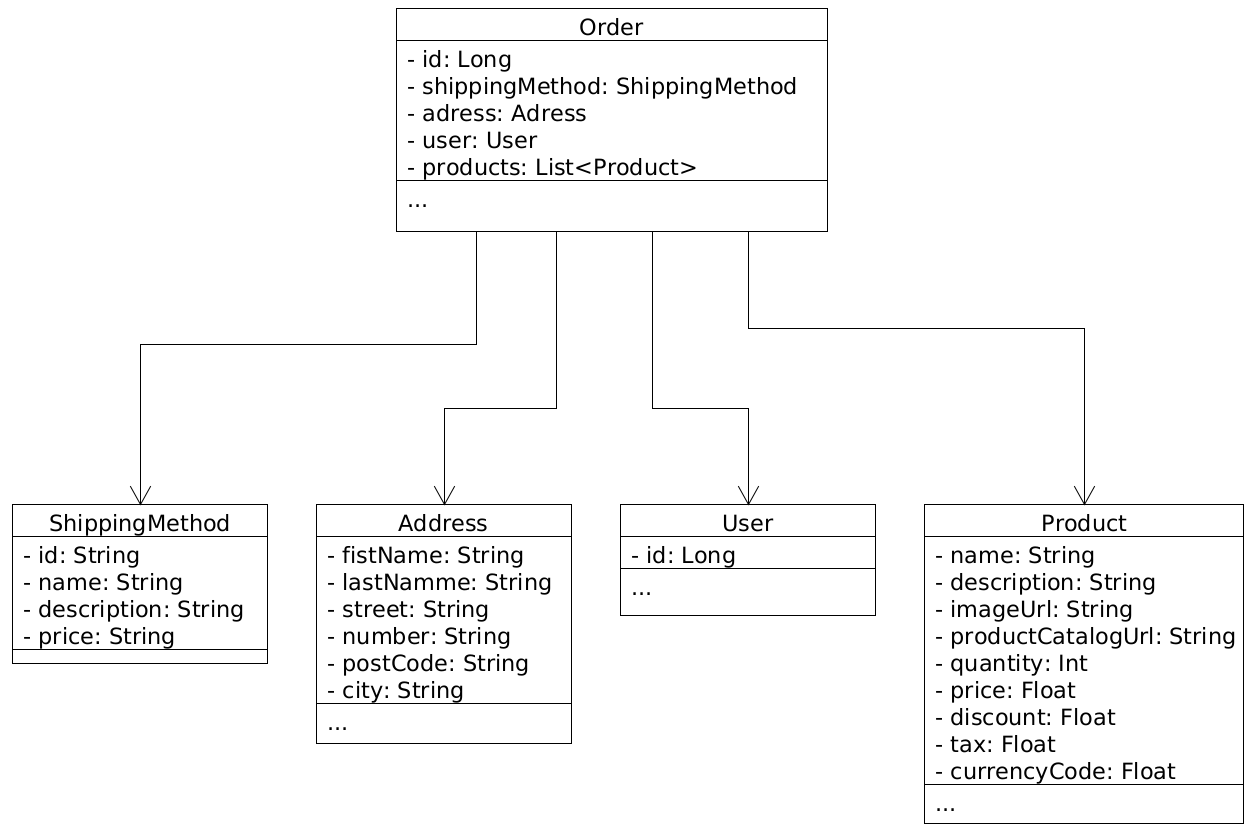 Order
- id: Long
- shippingMethod: ShippingMethod
- adress: Adress
- user: User
- products: List<Product>
...
ShippingMethod
- id: String
- name: String
- description: String
- price: String
Address
- fistName: String
- lastNamme: String
- street: String
- number: String
- postCode: String
- city: String
...
User
- id: Long
...
Product
- name: String
- description: String
- imageUrl: String
- productCatalogUrl: String
- quantity: Int
- price: Float
- discount: Float
- tax: Float
- currencyCode: Float
...